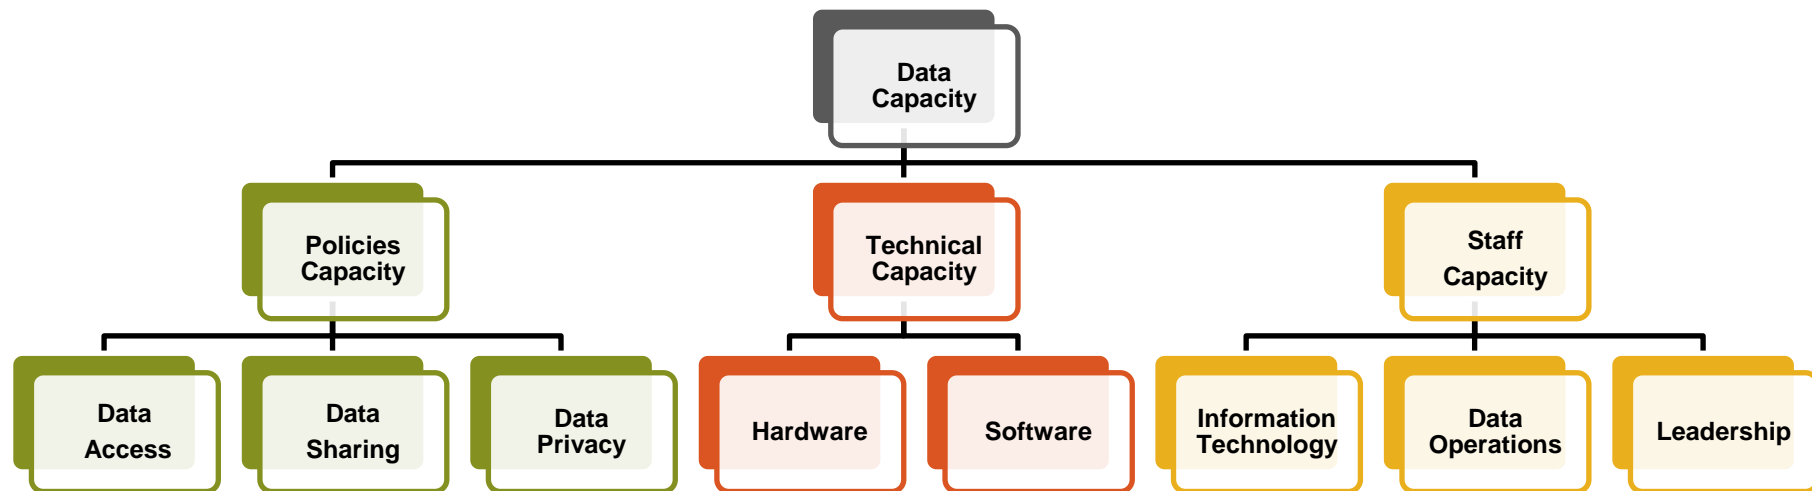 Data
Capacity
Policies
Capacity
Technical
Capacity
Staff
Capacity
Data
Access
Data
Sharing
Data
Privacy
Hardware
Software
Information
Technology
Data
Operations
Leadership